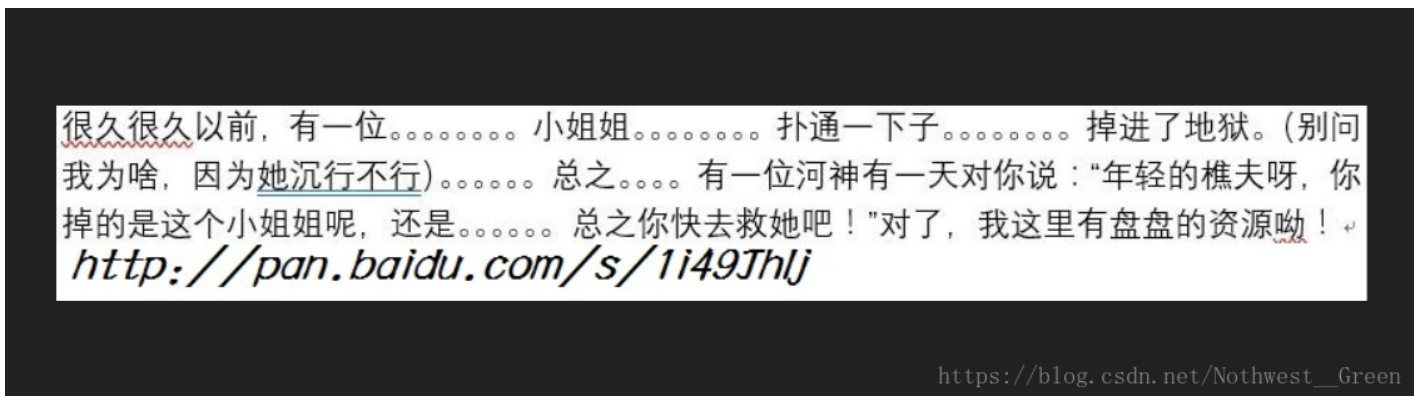 很久很久以前，有一位。。。。。。。。小姐姐。。。。。。。。扑通一下子。。。。。。。。掉进了地狱。（别问
我为啥，因为她沉行不行）。。。。。。总之。。。。有一位河神有一天对你说：“年轻的樵夫呀，你
掉的是这个小姐姐呢，还是。。。。。。总之你快去救她吧！”对了，我这里有盘盘的资源呦！
http://pan.baidu.com/s/1i49Jhlj
https://blog.csdn.net/Nothwest__Green